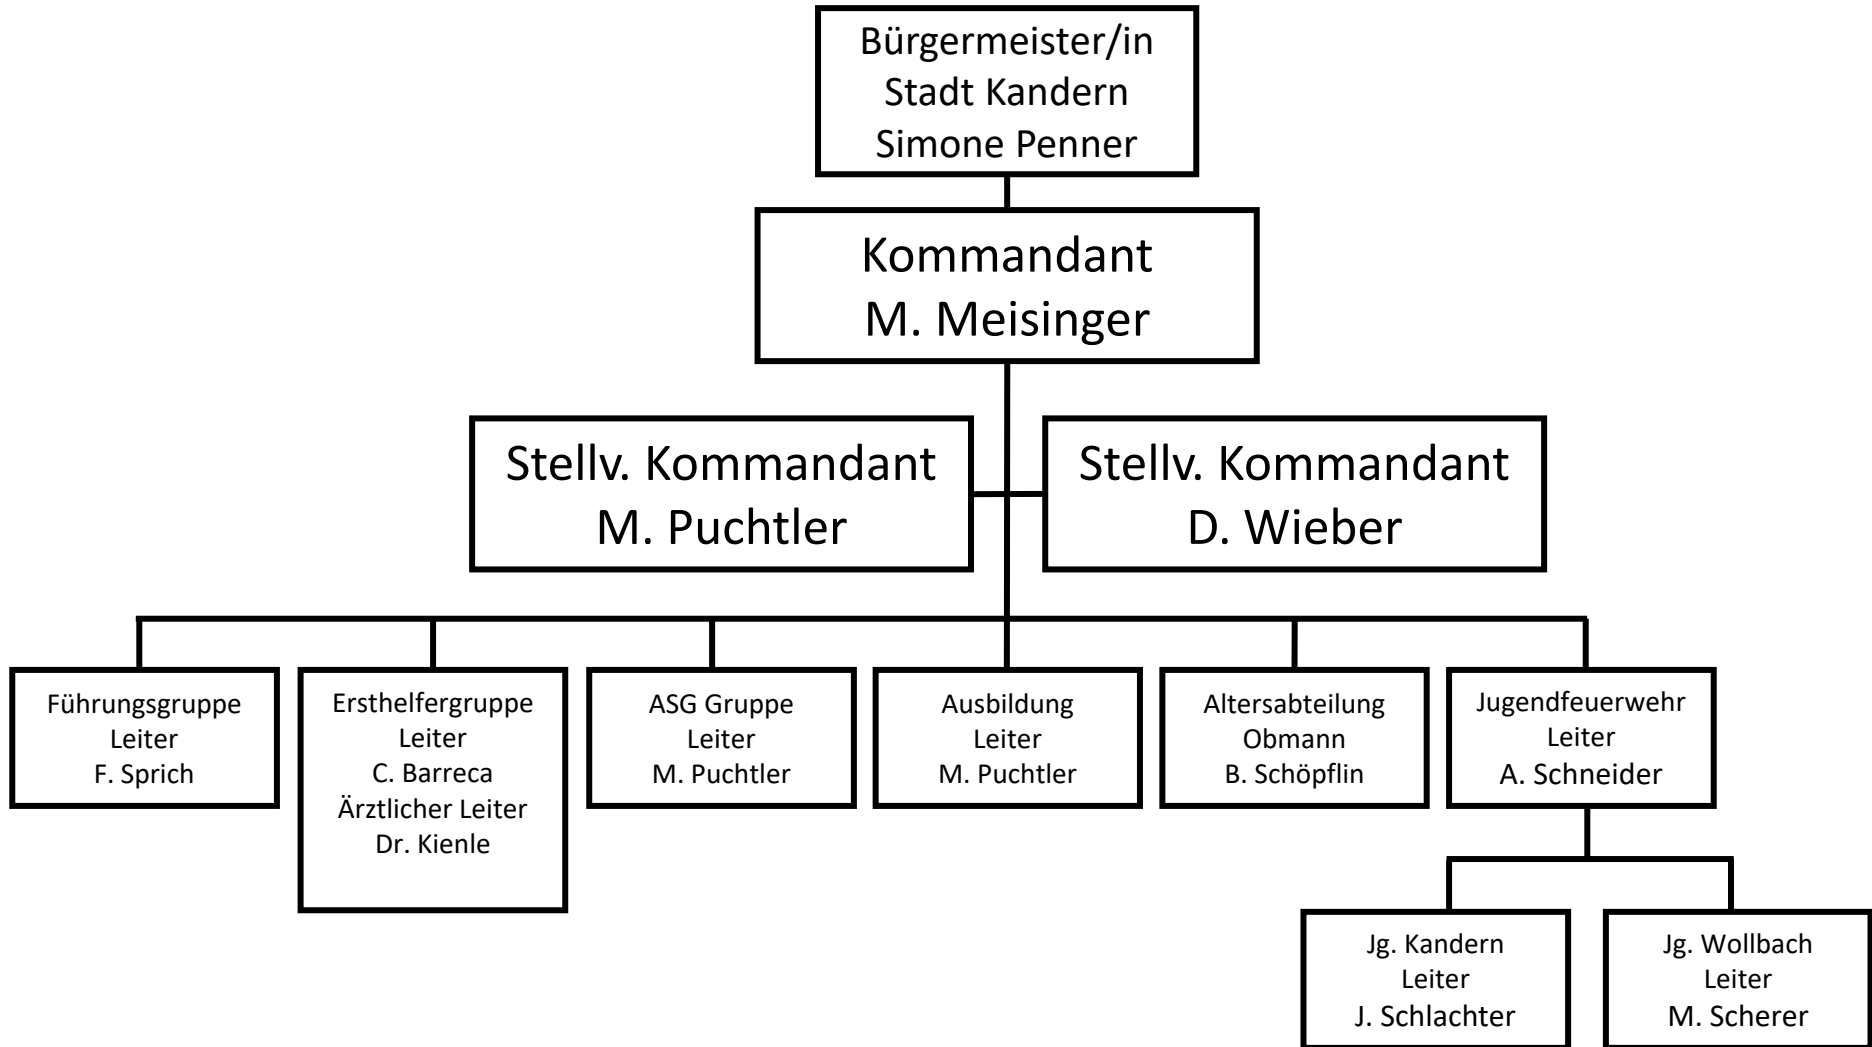 Bürgermeister/in
Stadt Kandern
Simone Penner
Kommandant
M. Meisinger
Stellv. Kommandant
M. Puchtler
Stellv. Kommandant
D. Wieber
Führungsgruppe
Leiter
F. Sprich
Ersthelfergruppe
Leiter
C. Barreca
Ärztlicher Leiter
Dr. Kienle
ASG Gruppe
Leiter
M. Puchtler
Ausbildung
Leiter
M. Puchtler
Altersabteilung
Obmann
B. Schöpflin
Jugendfeuerwehr
Leiter
A. Schneider
Jg. Kandern
Leiter
J. Schlachter
Jg. Wollbach
Leiter
M. Scherer